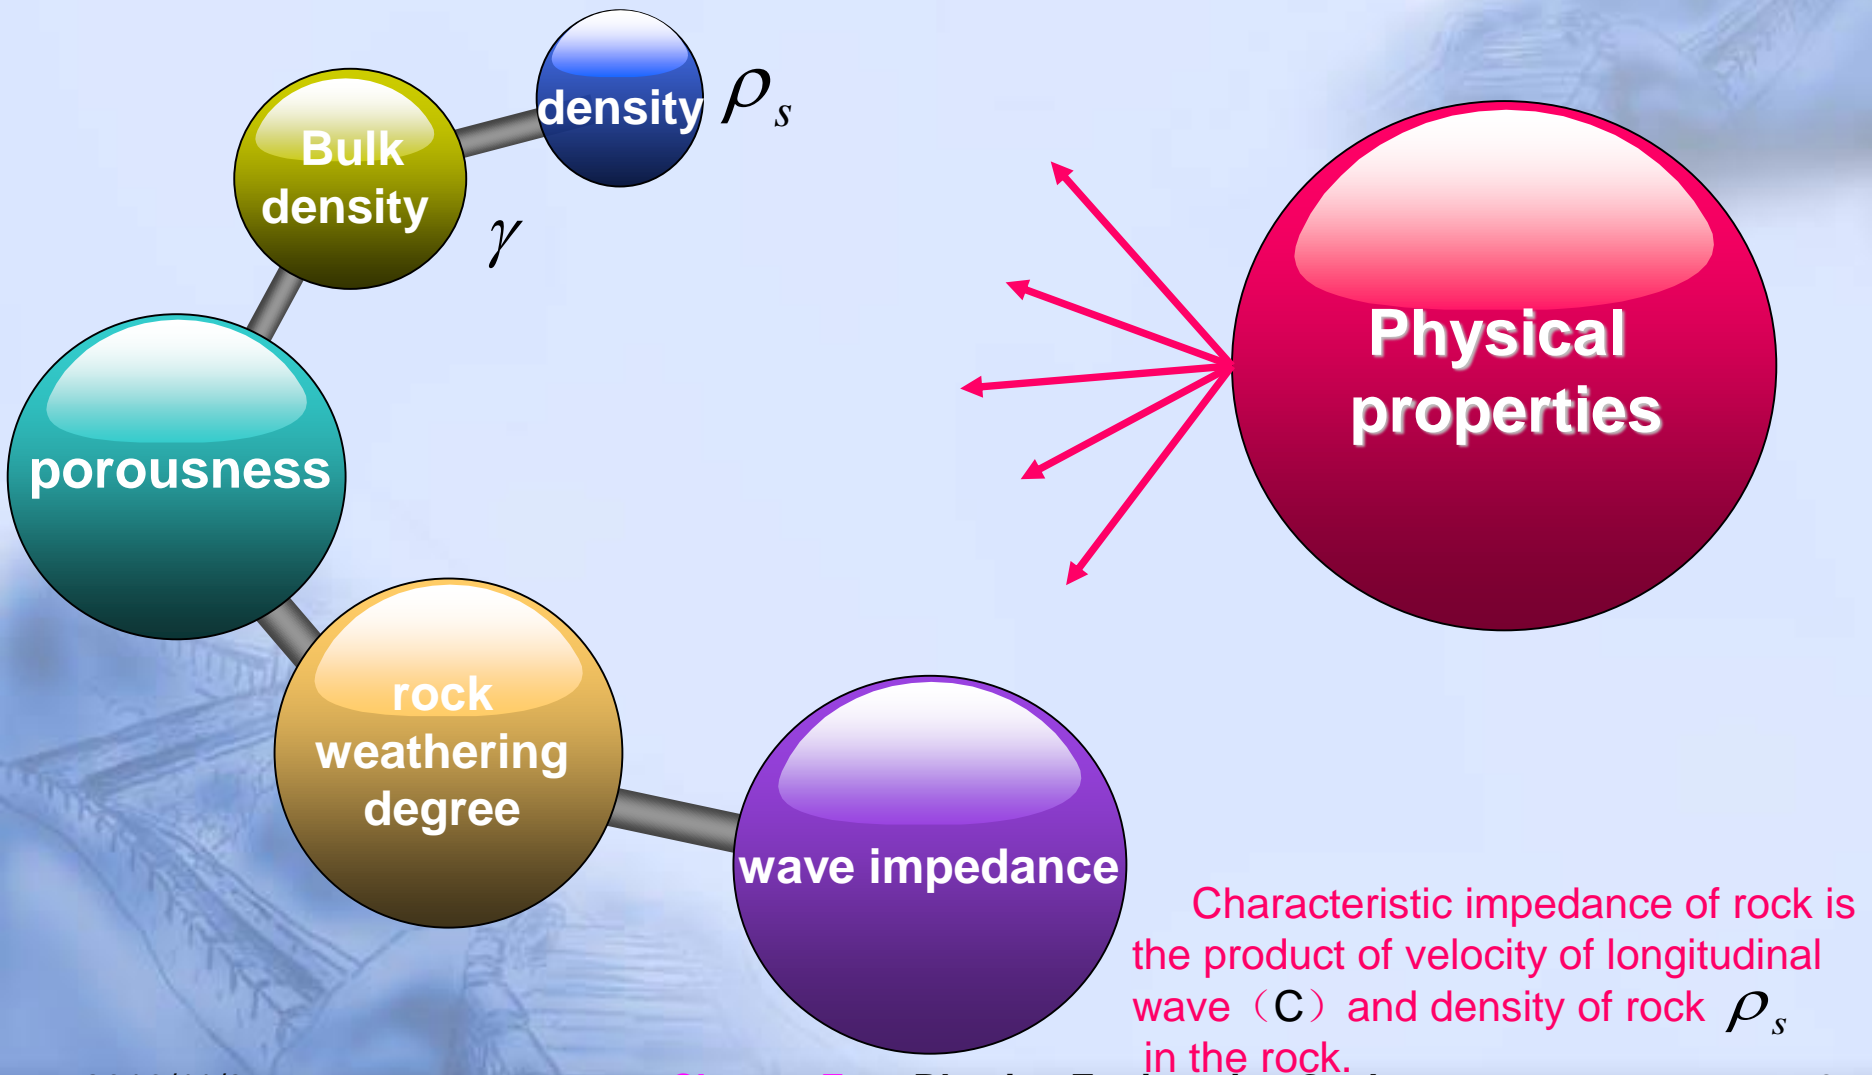 density ρs
Bulk
density
γ
porousness
rock
weathering
degree
wave impedance
Physical
properties
Characteristic impedance of rock is
the product of velocity of longitudinal
wave（C）and density of rock ρs
in the rock.